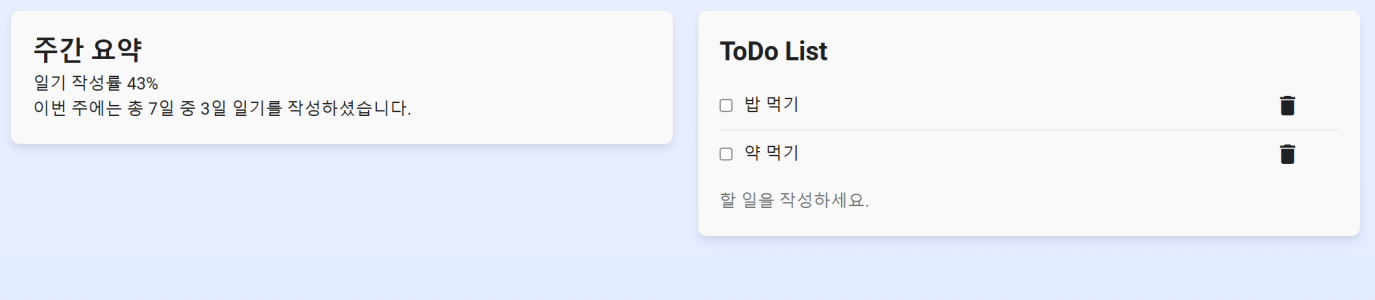 주간 요약
일기 작성률 43%
이번 주에는 총 7일 중 3일 일기를 작성하셨습니다.
ToDo List
밥 먹기
약 먹기
할 일을 작성하세요.